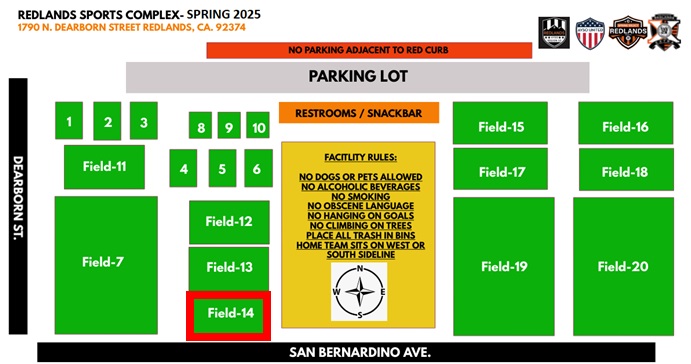 REDLANDS SPORTS COMPLEX- SPRING 2025
1790 N. DEARBORN STREET REDLANDS, CA. 92374
AYSO UNITED
REDLANDS
NO PARKING ADJACENT TO RED CURB
PARKING LOT
RESTROOMS / SNACKBAR
1
2
3
8
9
10
Field-15
Field-16
Field-11
4
5
6
Field-17
Field-18
DEARBORN ST.
FACITLITY RULES:
NO DOGS OR PETS ALLOWED
NO ALCOHOLIC BEVERAGES
NO SMOKING
NO OBSCENE LANGUAGE
NO HANGING ON GOALS
NO CLIMBING ON TREES
PLACE ALL TRASH IN BINS
HOME TEAM SITS ON WEST OR
SOUTH SIDELINE
N
W
E
S
Field-12
Field-7
Field-13
Field-19
Field-20
Field-14
SAN BERNARDINO AVE.